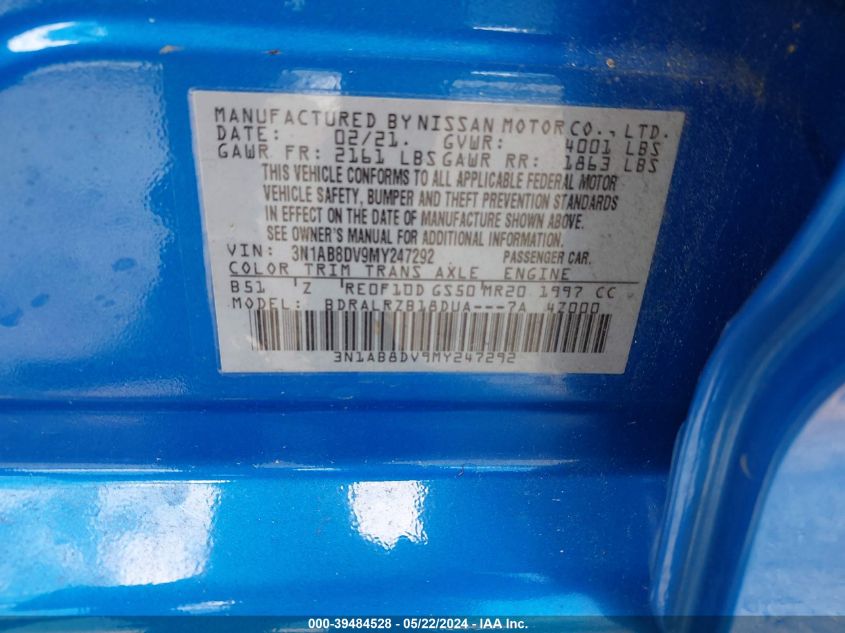 MANUFACTURED BY NISSAN MOTOR CO., LTD.
DATE: 02/21. GVWR: 4001 LBS
GAWR FR: 2161 LBS GAWR RR: 1863 LBS
THIS VEHICLE CONFORMS TO ALL APPLICABLE FEDERAL MOTOR
VEHICLE SAFETY, BUMPER AND THEFT PREVENTION STANDARDS
IN EFFECT ON THE DATE OF MANUFACTURE SHOWN ABOVE.
SEE OWNER'S MANUAL FOR ADDITIONAL INFORMATION.
VIN: 3N1AB8DV9MY247292 PASSENGER CAR.
COLOR TRIM TRANS AXLE ENGINE
B51 Z RE0F10D GS50 MR20 1997 CC
MODEL: BDRALRZB18DUA---7A 4Z000
3N1AB8DV9MY247292
000-39484528 - 05/22/2024 - IAA Inc.